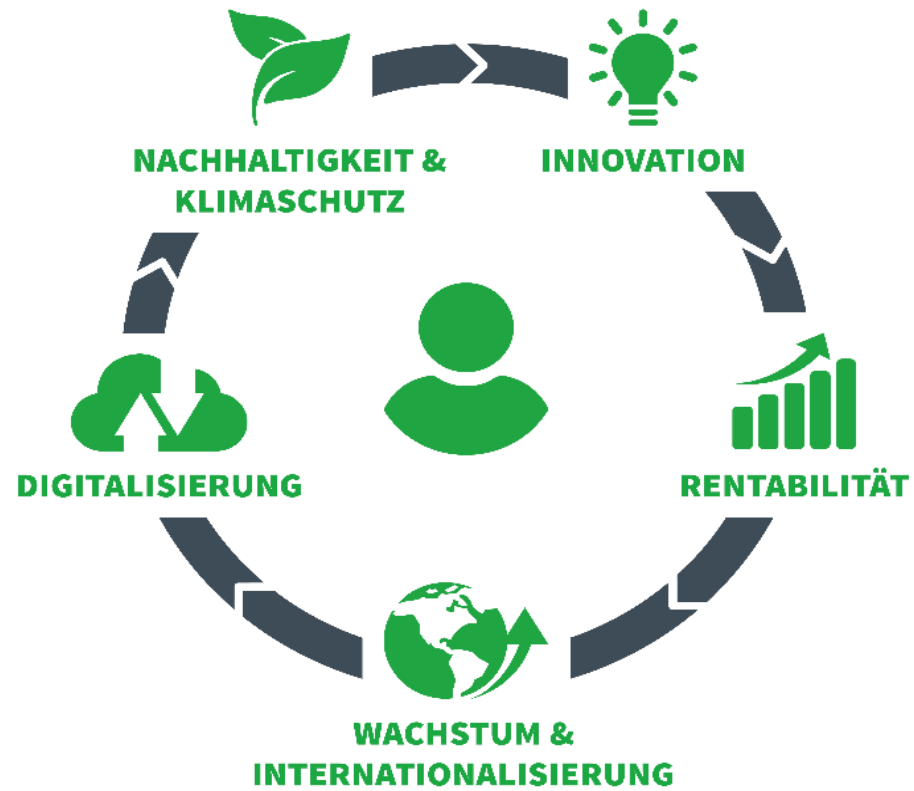 NACHHALTIGKEIT &
KLIMASCHUTZ
INNOVATION
DIGITALISIERUNG
RENTABILITÄT
WACHSTUM &
INTERNATIONALISIERUNG